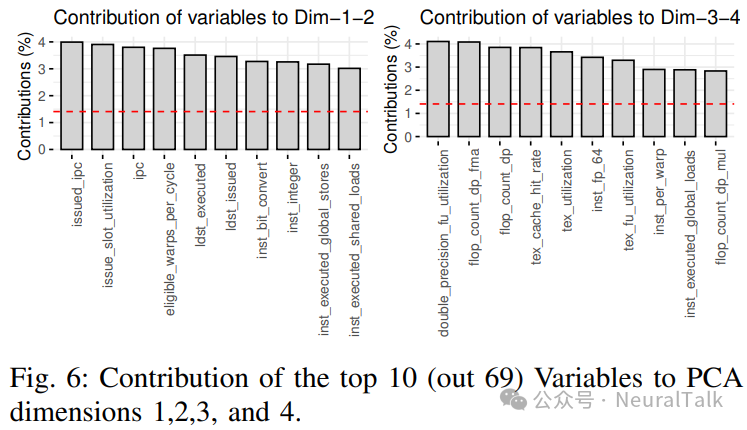 Contribution of variables to Dim−1−2
Contributions (%)
4
3
2
1
0
issued_ipc
issue_slot_utilization
ipc
eligible_warps_per_cycle
ldst_executed
ldst_issued
inst_bit_convert
inst_integer
inst_executed_global_stores
inst_executed_shared_loads
Contribution of variables to Dim−3−4
Contributions (%)
4
3
2
1
0
double_precision_fu_utilization
flop_count_dp_fma
flop_count_dp
tex_cache_hit_rate
tex_utilization
inst_fp_64
tex_fu_utilization
inst_per_warp
inst_executed_global_loads
flop_count_dp_mul
Fig. 6: Contribution of the top 10 (out 69) Variables to PCA
dimensions 1,2,3, and 4.
公众号 · NeuralTalk